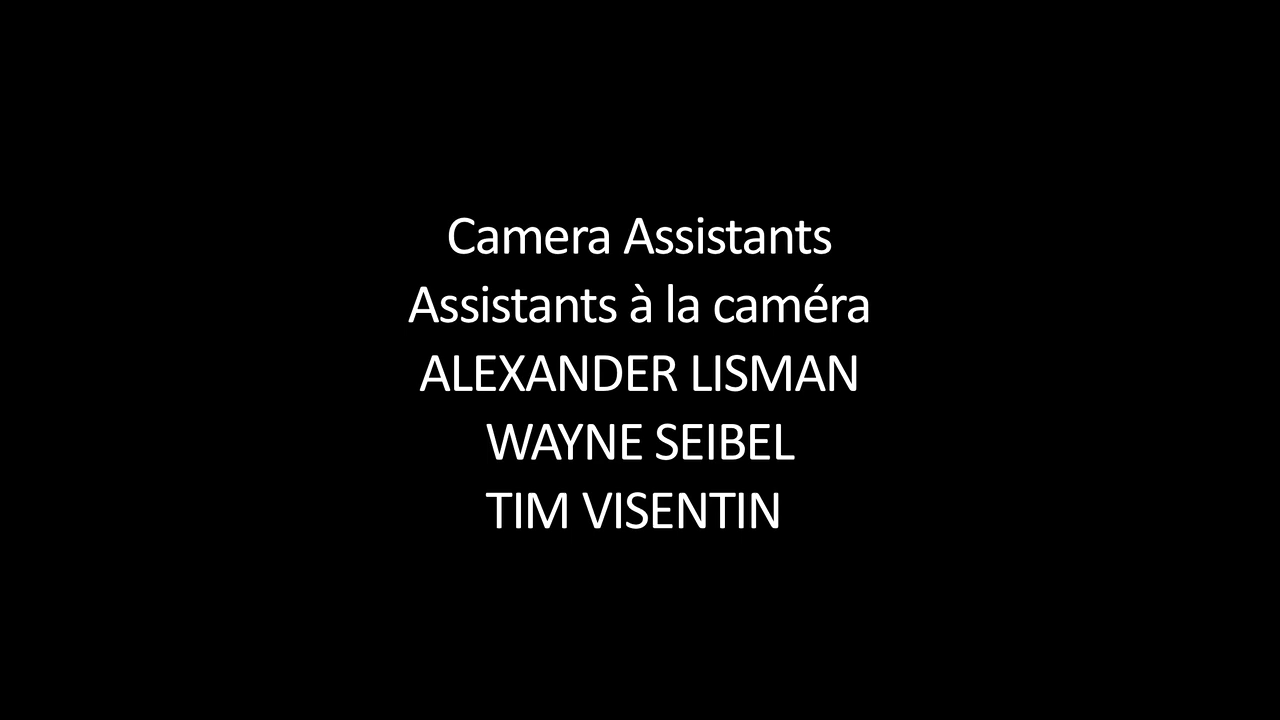 Camera Assistants
Assistants à la caméra
ALEXANDER LISMAN
WAYNE SEIBEL
TIM VISENTIN